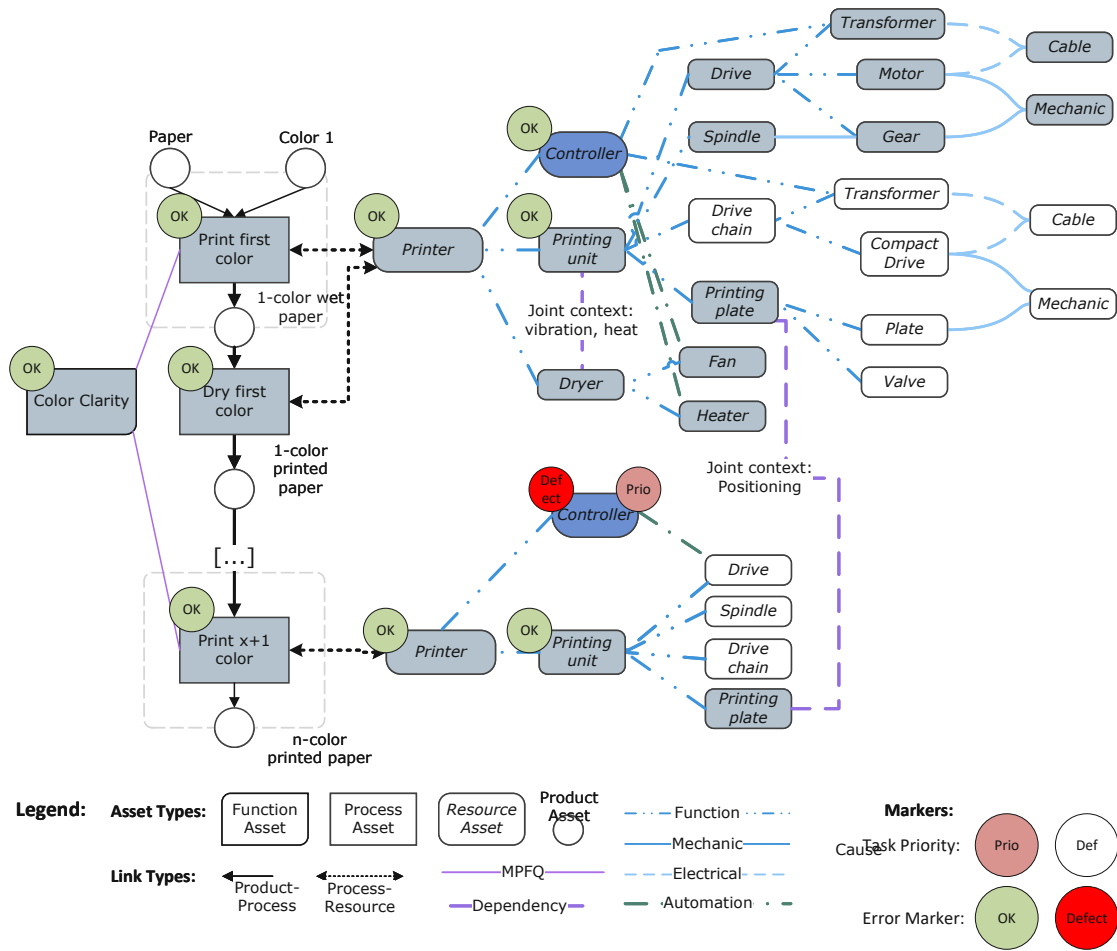 Transformer
Cable
Drive
Motor
Mechanic
OK
Paper
Color 1
Controller
Spindle
Gear
OK
OK
OK
Transformer
Print first
color
Printer
Printing
unit
Drive
chain
Cable
Compact
Drive
1-color wet
paper
Joint context:
vibration, heat
Printing
plate
Mechanic
Plate
OK
OK
Fan
Color Clarity
Dry first
color
Dryer
Valve
Heater
1-color
printed
paper
Joint context:
Positioning
Def
ect
Prio
Controller
[...]
Drive
OK
OK
OK
Spindle
Print x+1
color
Printer
Printing
unit
Drive
chain
Printing
plate
n-color
printed paper
Legend:
Asset Types:
Function
Asset
Process
Asset
Resource
Asset
Product
Asset
Function
Markers:
Mechanic
Cause
Task Priority:
Prio
Def
Link Types:
Product-
Process
Process-
Resource
MPFQ
Electrical
Dependency
Automation
Error Marker:
OK
Defect